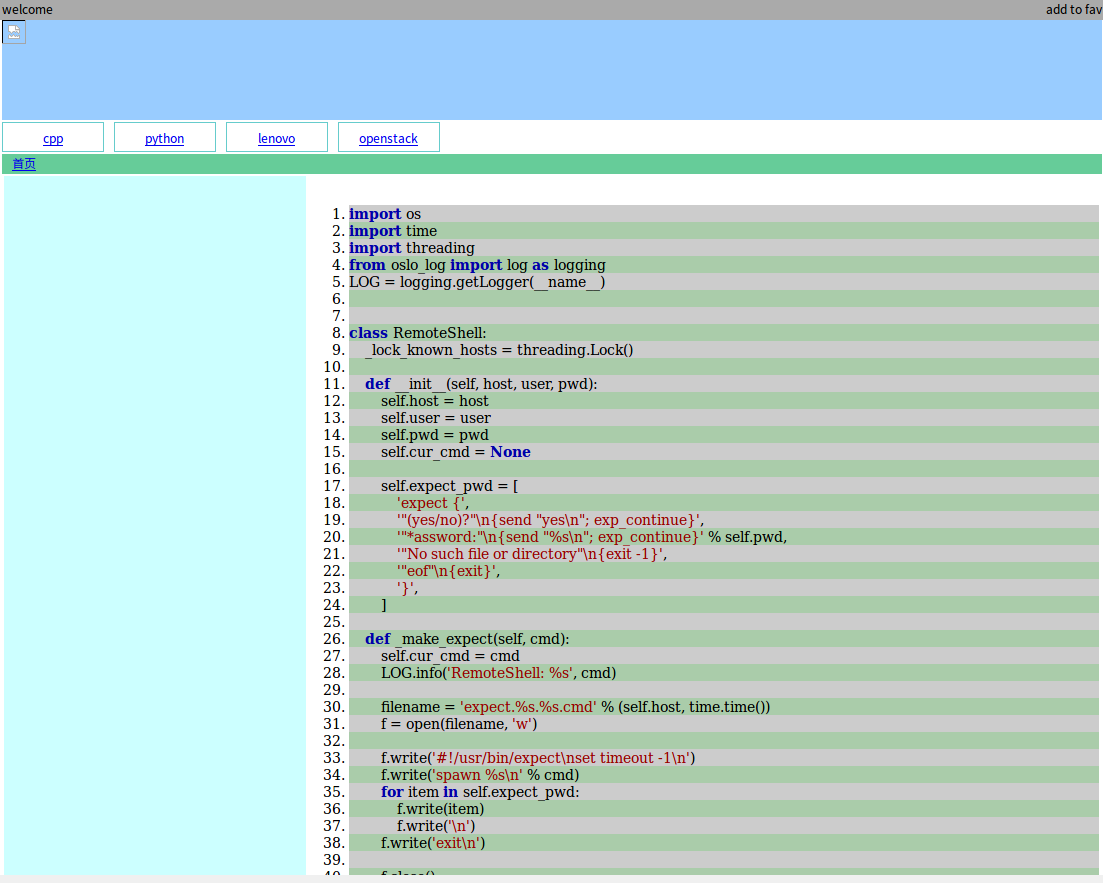 welcome add to fav
cpp python lenovo openstack
首页
1. import os
2. import time
3. import threading
4. from oslo_log import log as logging
5. LOG = logging.getLogger(__name__)
6.
7.
8. class RemoteShell:
9.     _lock_known_hosts = threading.Lock()
10.
11.     def __init__(self, host, user, pwd):
12.         self.host = host
13.         self.user = user
14.         self.pwd = pwd
15.         self.cur_cmd = None
16.
17.         self.expect_pwd = [
18.             'expect {',
19.             '"(yes/no)?"\n{send "yes\n"; exp_continue}',
20.             '"*assword:"\n{send "%s\n"; exp_continue}' % self.pwd,
21.             '"No such file or directory"\n{exit -1}',
22.             '"eof"\n{exit}',
23.             '}',
24.         ]
25.
26.     def _make_expect(self, cmd):
27.         self.cur_cmd = cmd
28.         LOG.info('RemoteShell: %s', cmd)
29.
30.         filename = 'expect.%s.%s.cmd' % (self.host, time.time())
31.         f = open(filename, 'w')
32.
33.         f.write('#!/usr/bin/expect\nset timeout -1\n')
34.         f.write('spawn %s\n' % cmd)
35.         for item in self.expect_pwd:
36.             f.write(item)
37.             f.write('\n')
38.         f.write('exit\n')
39.
40.         f.close()